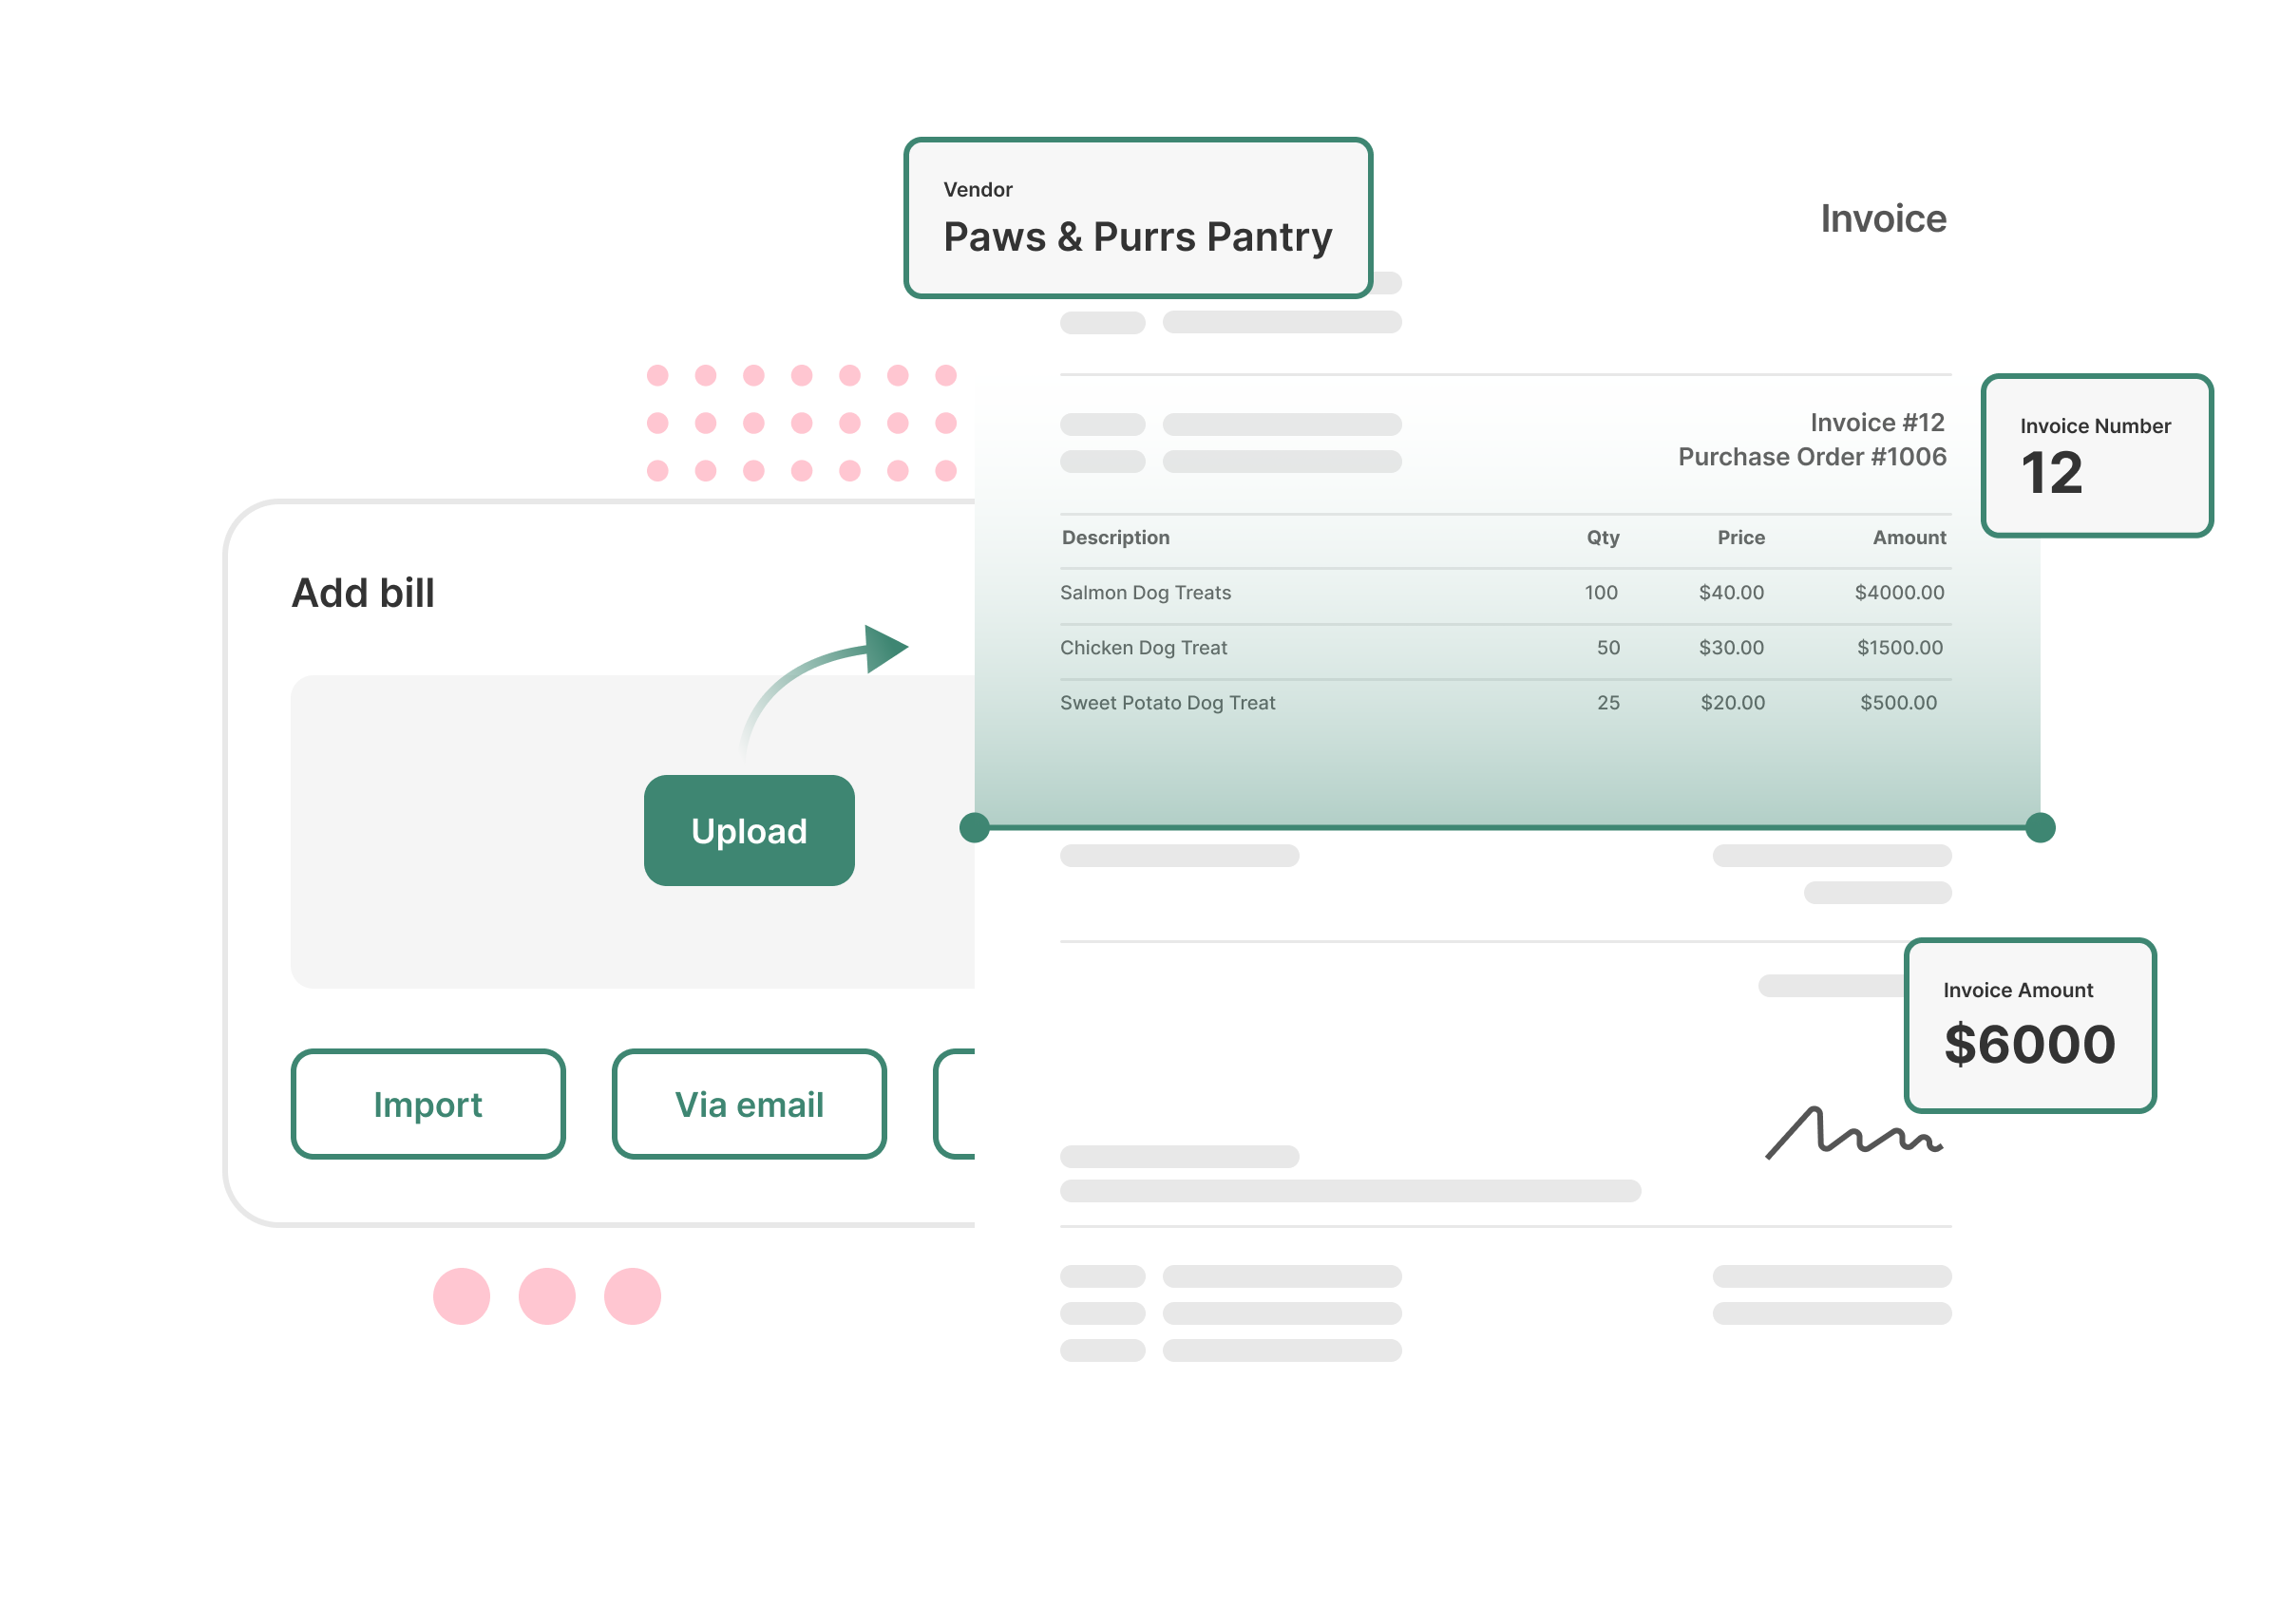 Vendor
Paws & Purrs Pantry
Invoice
Invoice #12
Purchase Order #1006
Invoice Number
12
Description Qty Price Amount
Salmon Dog Treats 100 $40.00 $4000.00
Chicken Dog Treat 50 $30.00 $1500.00
Sweet Potato Dog Treat 25 $20.00 $500.00
Add bill
Upload
Import
Via email
Invoice Amount
$6000